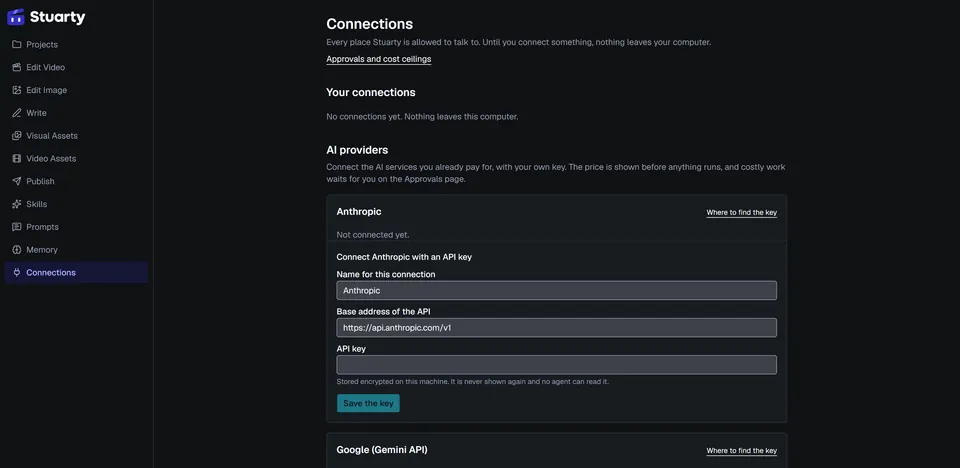 Stuarty
Projects
Edit Video
Edit Image
Write
Visual Assets
Video Assets
Publish
Skills
Prompts
Memory
Connections
Connections
Every place Stuarty is allowed to talk to. Until you connect something, nothing leaves your computer.
Approvals and cost ceilings
Your connections
No connections yet. Nothing leaves this computer.
AI providers
Connect the AI services you already pay for, with your own key. The price is shown before anything runs, and costly work
waits for you on the Approvals page.
Anthropic
Where to find the key
Not connected yet.
Connect Anthropic with an API key
Name for this connection
Anthropic
Base address of the API
https://api.anthropic.com/v1
API key
Stored encrypted on this machine. It is never shown again and no agent can read it.
Save the key
Google (Gemini API)
Where to find the key